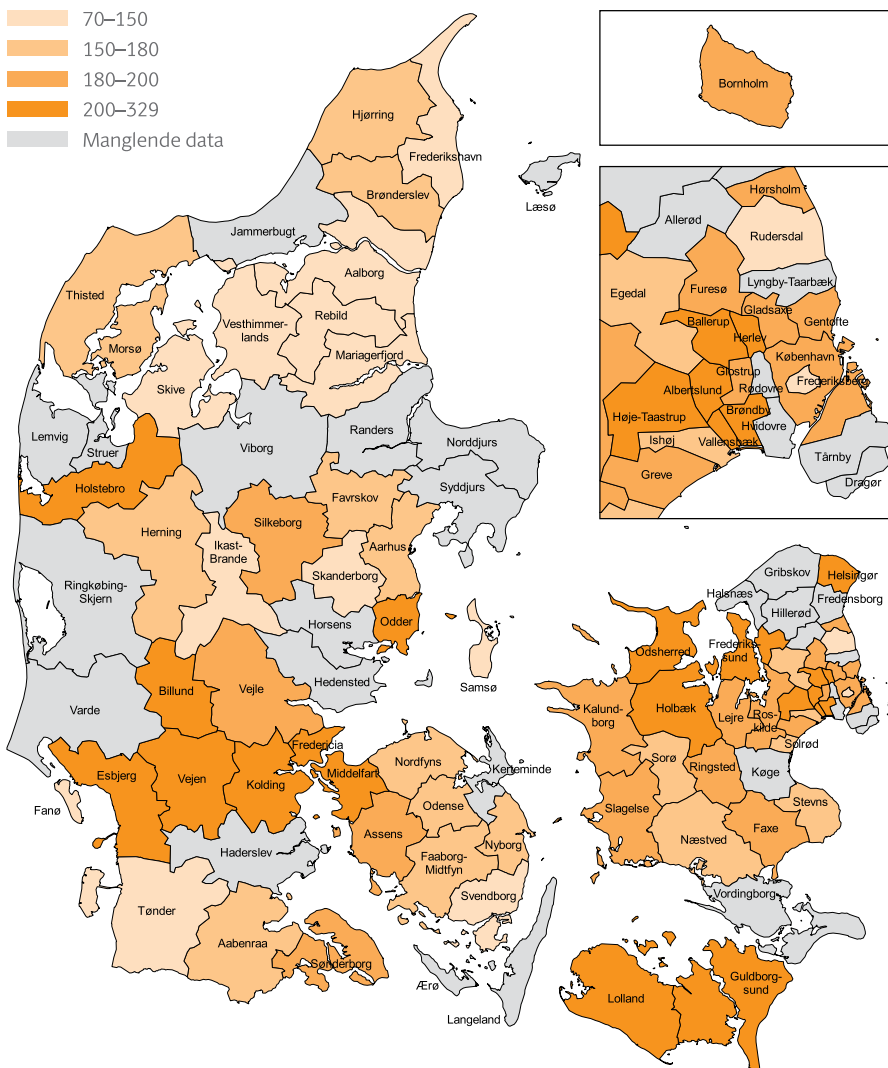 70–150
150–180
180–200
200–329
Manglende data
Bornholm
Hjørring
Frederikshavn
Brønderslev
Læsø
Jammerbugt
Aalborg
Thisted
Rebild
Vesthimmer-
lands
Morsø
Mariagerfjord
Skive
Lemvig
Struer
Viborg
Randers
Norddjurs
Syddjurs
Holstebro
Favrskov
Herning
Silkeborg
Aarhus
Ikast-
Brande
Skanderborg
Ringkøbing-
Skjern
Horsens
Odder
Hedensted
Samsø
Billund
Vejle
Varde
Fredericia
Esbjerg
Vejen
Kolding
Middelfart
Fanø
Nordfyns
Kerteminde
Odense
Assens
Nyborg
Faaborg-
Midtfyn
Haderslev
Svendborg
Tønder
Aabenraa
Sønderborg
Ærø
Langeland
Hørsholm
Allerød
Rudersdal
Lyngby-Taarbæk
Egedal
Furesø
Gladsaxe
Gentofte
Ballerup
Herlev
København
Glostrup
Frederiksberg
Albertslund
Rødovre
Høje-Taastrup
Brøndby
Hvidovre
Ishøj
Vallensbæk
Tårnby
Greve
Dragør
Gribskov
Helsingør
Halsnæs
Fredensborg
Hillerød
Frederiks-
sund
Odsherred
Kalund-
borg
Holbæk
Lejre
Ros-
kilde
Solrød
Sorø
Ringsted
Køge
Stevns
Slagelse
Næstved
Faxe
Vordingborg
Guldborg-
sund
Lolland